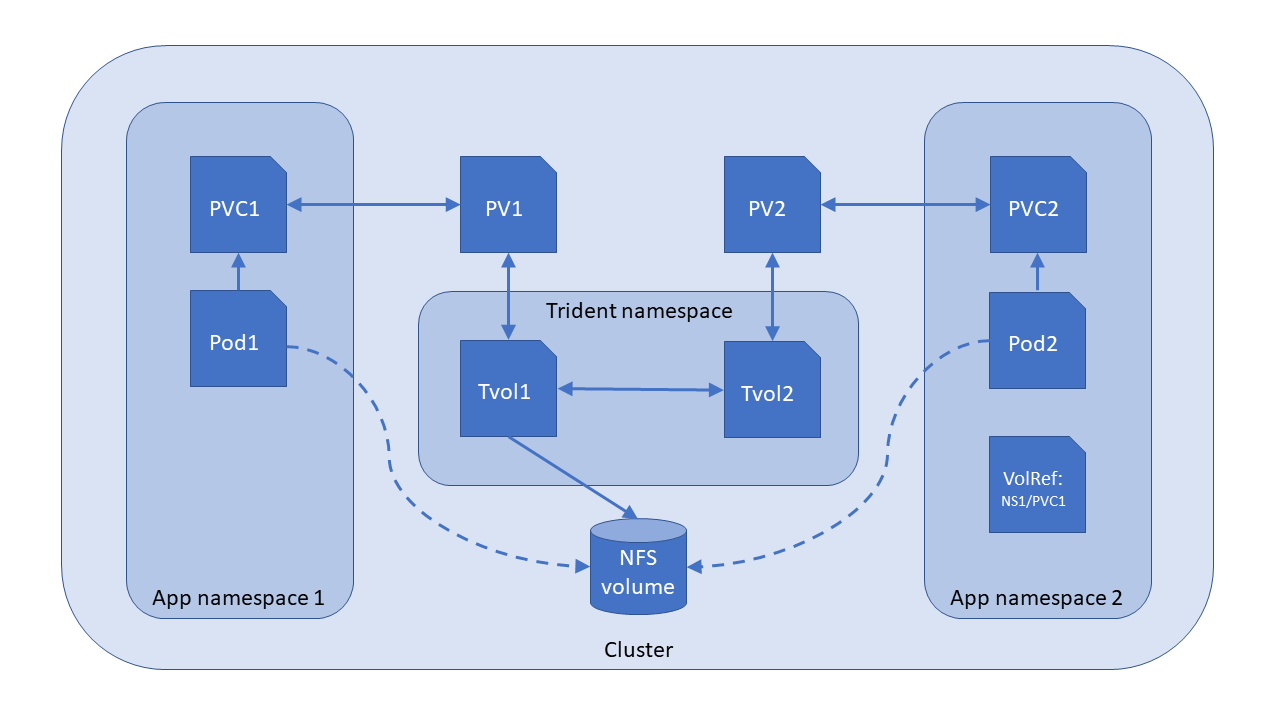 PVC1
PV1
PV2
PVC2
Trident namespace
Pod1
Pod2
Tvol1
Tvol2
VolRef:
NS1/PVC1
NFS
volume
App namespace 1
App namespace 2
Cluster